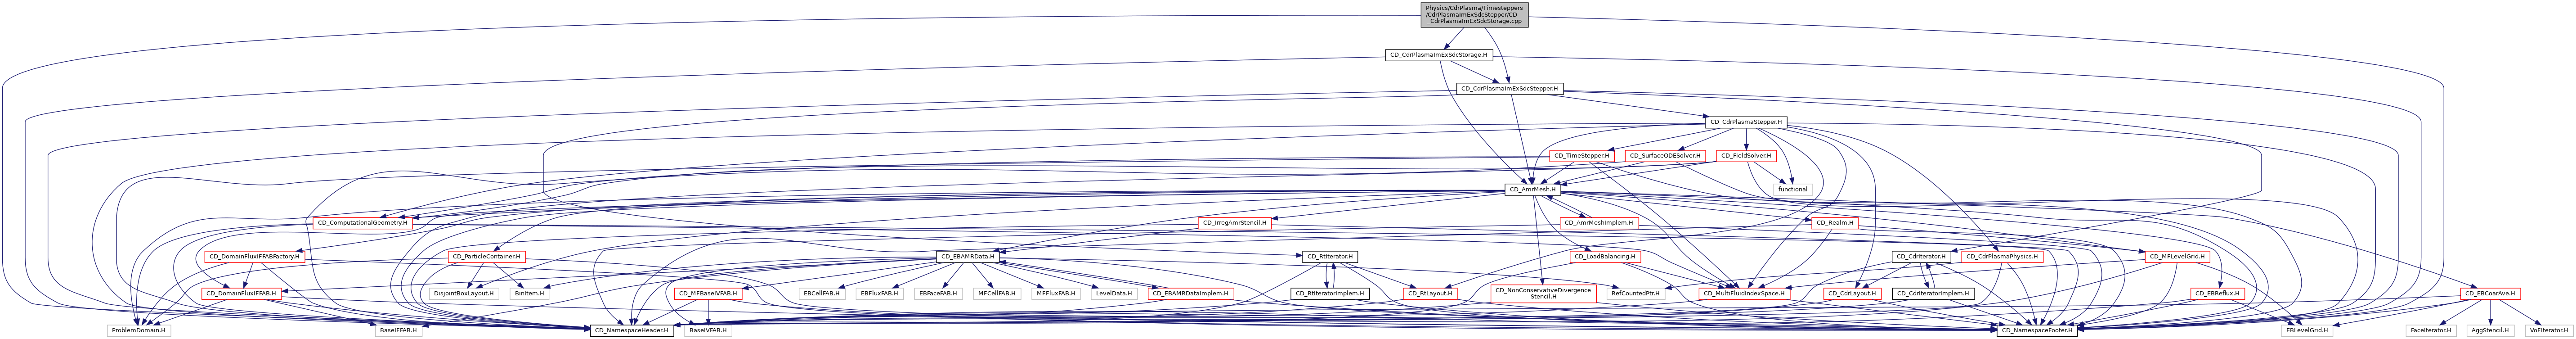 Physics/CdrPlasma/Timesteppers
/CdrPlasmaImExSdcStepper/CD
_CdrPlasmaImExSdcStorage.cpp
CD_CdrPlasmaImExSdcStorage.H
CD_CdrPlasmaImExSdcStepper.H
CD_CdrPlasmaStepper.H
CD_TimeStepper.H
CD_SurfaceODESolver.H
CD_FieldSolver.H
CD_AmrMesh.H
functional
CD_ComputationalGeometry.H
CD_IrregAmrStencil.H
CD_AmrMeshImplem.H
CD_Realm.H
CD_DomainFluxIFFABFactory.H
CD_ParticleContainer.H
CD_EBAMRData.H
CD_RtIterator.H
CD_LoadBalancing.H
CD_CdrIterator.H
CD_CdrPlasmaPhysics.H
CD_MFLevelGrid.H
CD_DomainFluxIFFAB.H
DisjointBoxLayout.H
BinItem.H
CD_MFBaseIVFAB.H
EBCellFAB.H
EBFluxFAB.H
EBFaceFAB.H
MFCellFAB.H
MFFluxFAB.H
LevelData.H
CD_EBAMRDataImplem.H
CD_RtIteratorImplem.H
CD_RtLayout.H
CD_NonConservativeDivergence
Stencil.H
RefCountedPtr.H
CD_MultiFluidIndexSpace.H
CD_CdrLayout.H
CD_CdrIteratorImplem.H
CD_EBReflux.H
CD_EBCoarAve.H
ProblemDomain.H
BaseIFFAB.H
CD_NamespaceHeader.H
BaseIVFAB.H
CD_NamespaceFooter.H
EBLevelGrid.H
FaceIterator.H
AggStencil.H
VoFIterator.H